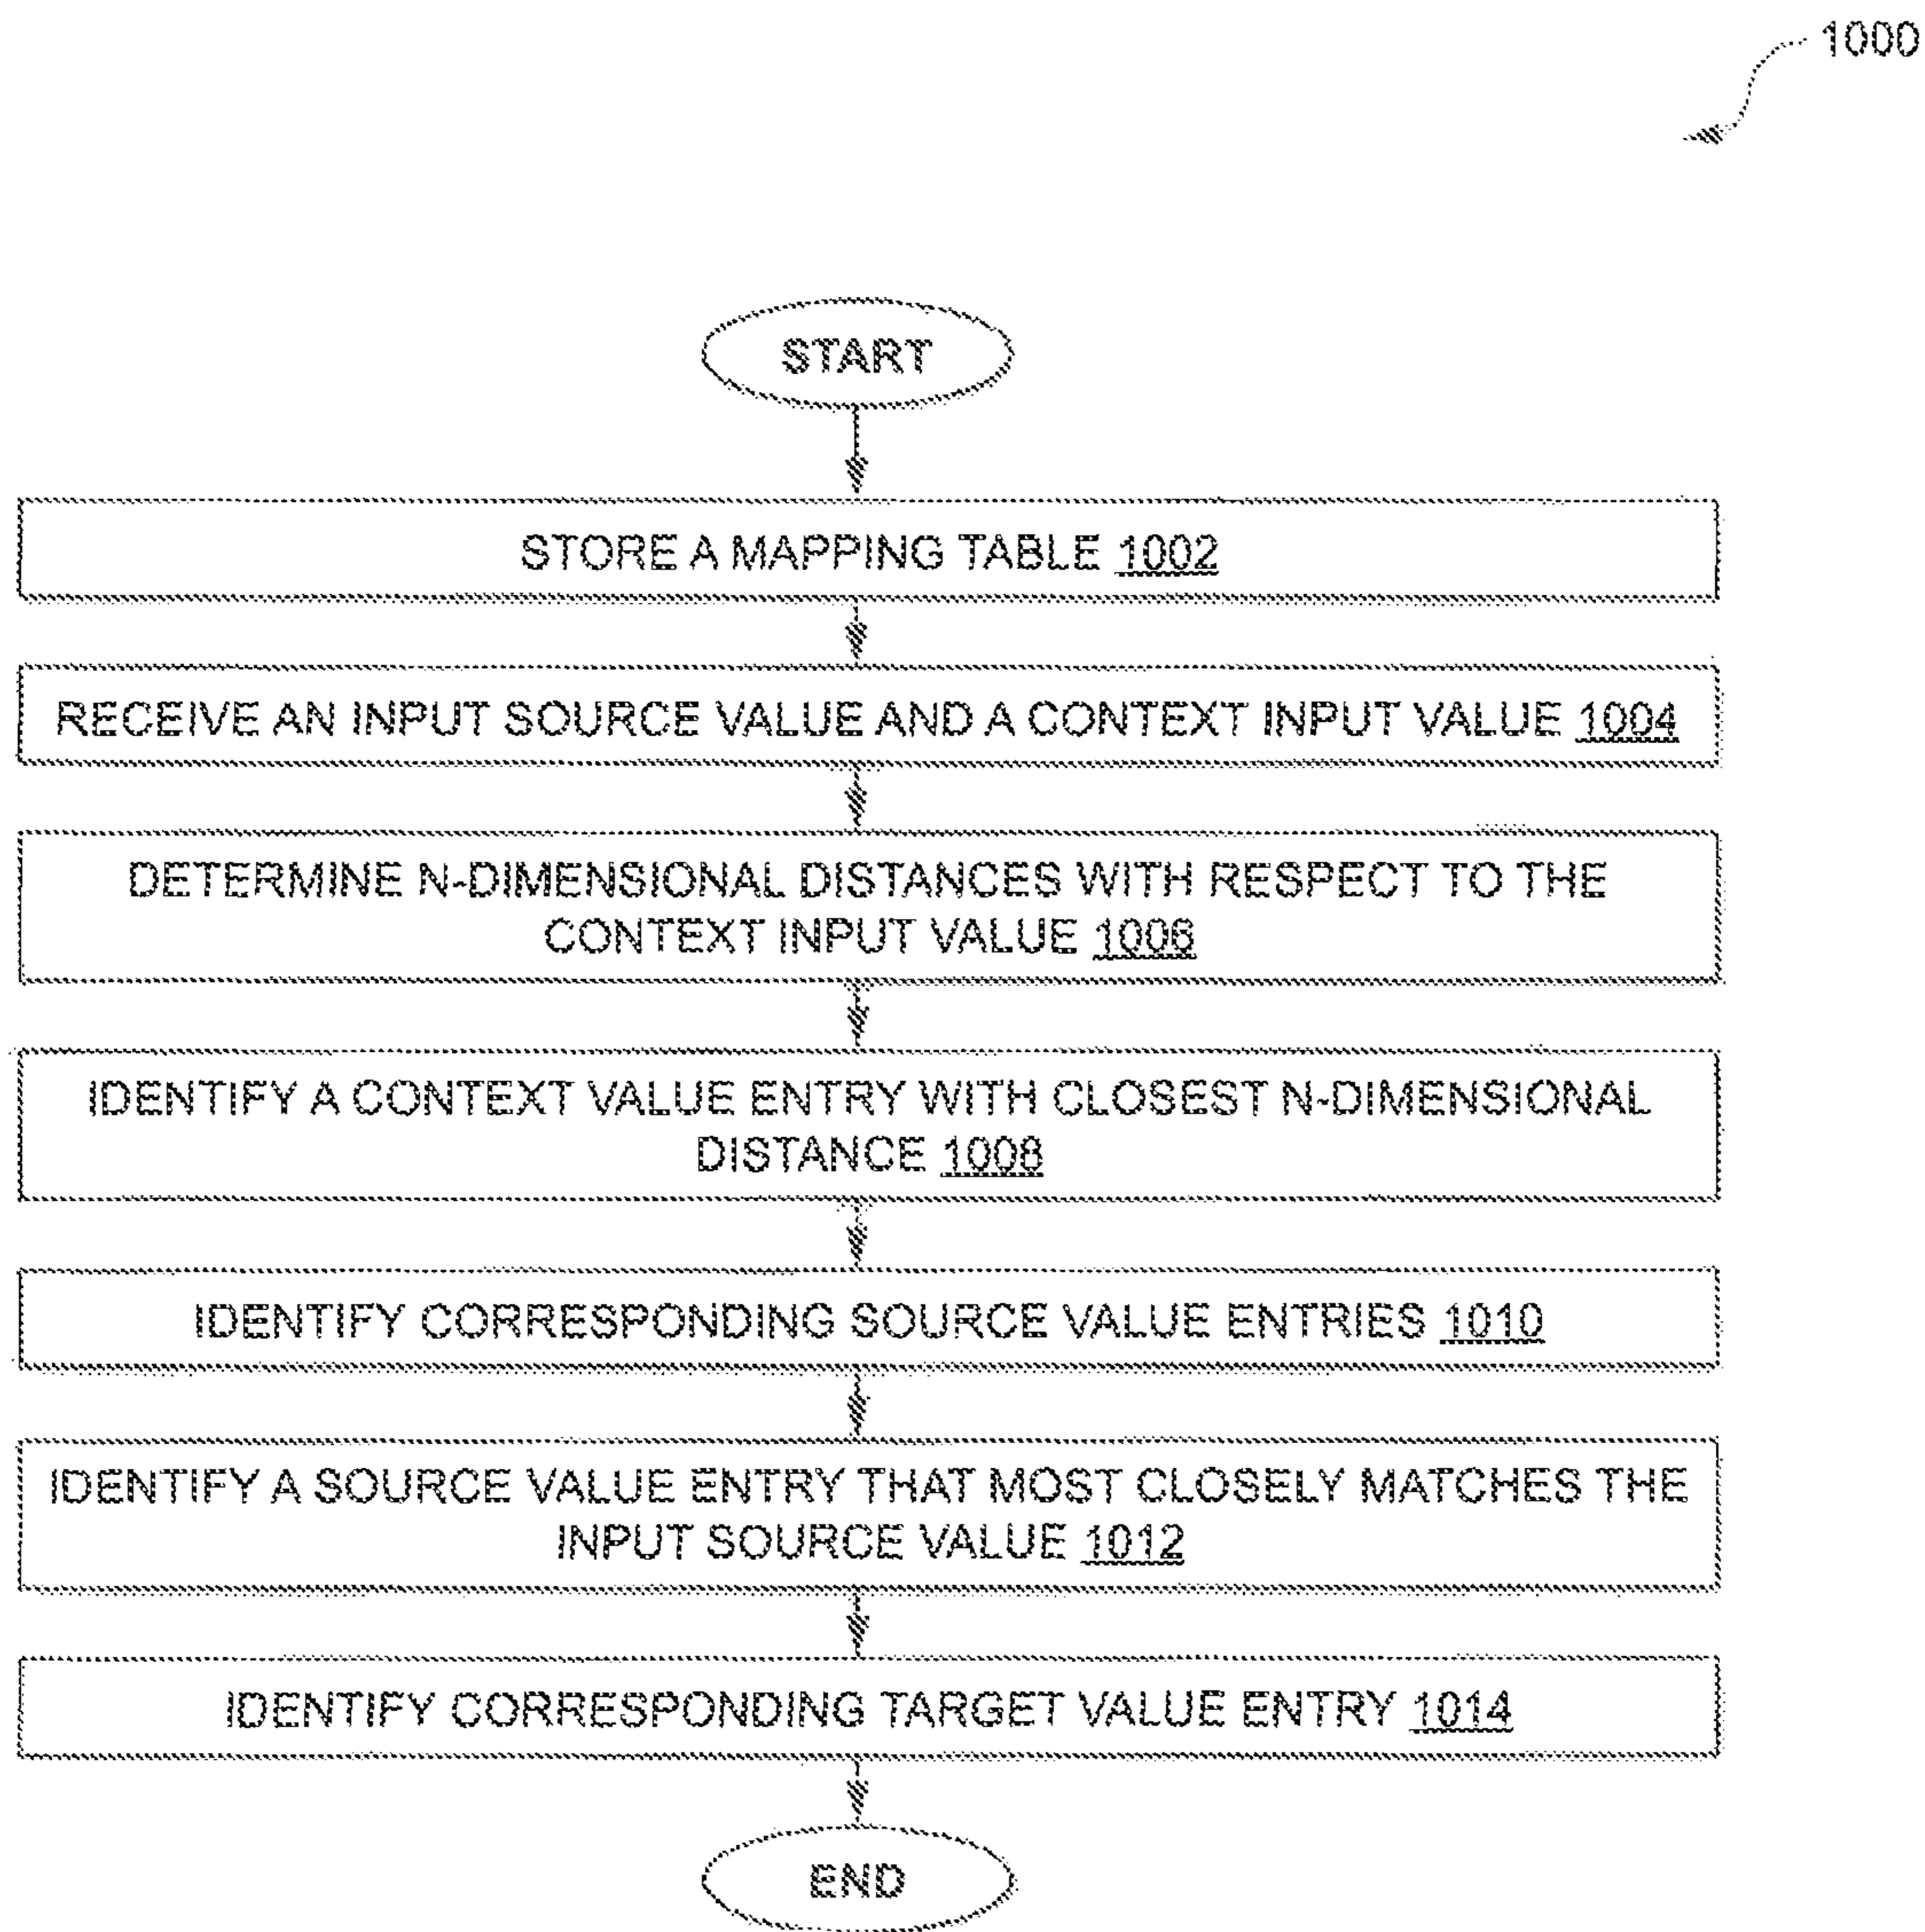 1000
START
STORE A MAPPING TABLE 1002
RECEIVE AN INPUT SOURCE VALUE AND A CONTEXT INPUT VALUE 1004
DETERMINE N-DIMENSIONAL DISTANCES WITH RESPECT TO THE
CONTEXT INPUT VALUE 1006
IDENTIFY A CONTEXT VALUE ENTRY WITH CLOSEST N-DIMENSIONAL
DISTANCE 1008
IDENTIFY CORRESPONDING SOURCE VALUE ENTRIES 1010
IDENTIFY A SOURCE VALUE ENTRY THAT MOST CLOSELY MATCHES THE
INPUT SOURCE VALUE 1012
IDENTIFY CORRESPONDING TARGET VALUE ENTRY 1014
END